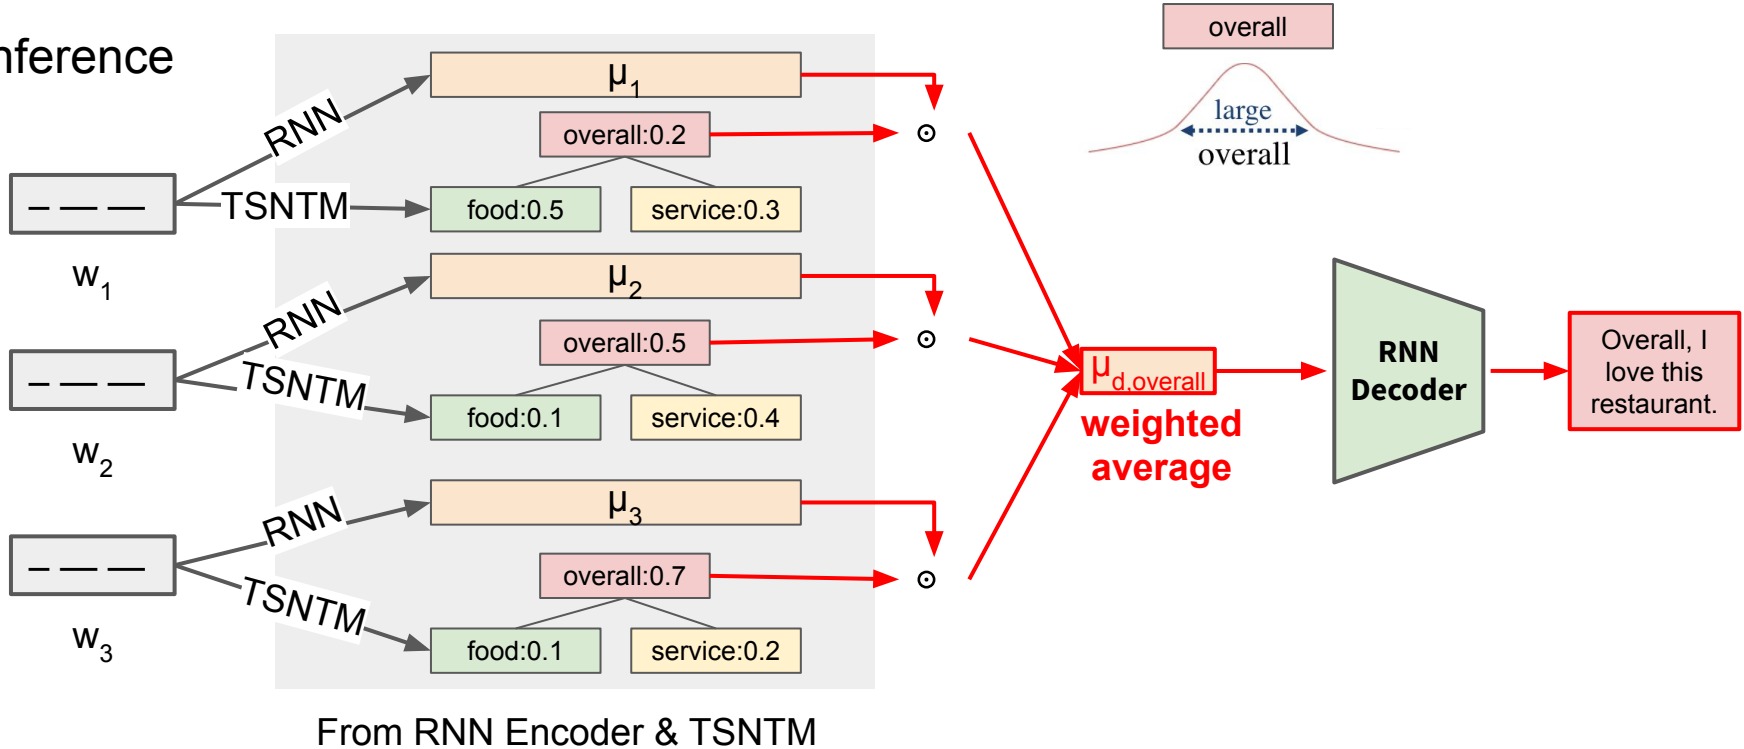 nference
overall
large
overall
RNN
TSNTM
w1
μ1
overall:0.2
food:0.5
service:0.3
⊙
RNN
TSNTM
w2
μ2
overall:0.5
food:0.1
service:0.4
⊙
RNN
TSNTM
w3
μ3
overall:0.7
food:0.1
service:0.2
⊙
From RNN Encoder & TSNTM
μd,overall
weighted
average
RNN
Decoder
Overall, I
love this
restaurant.